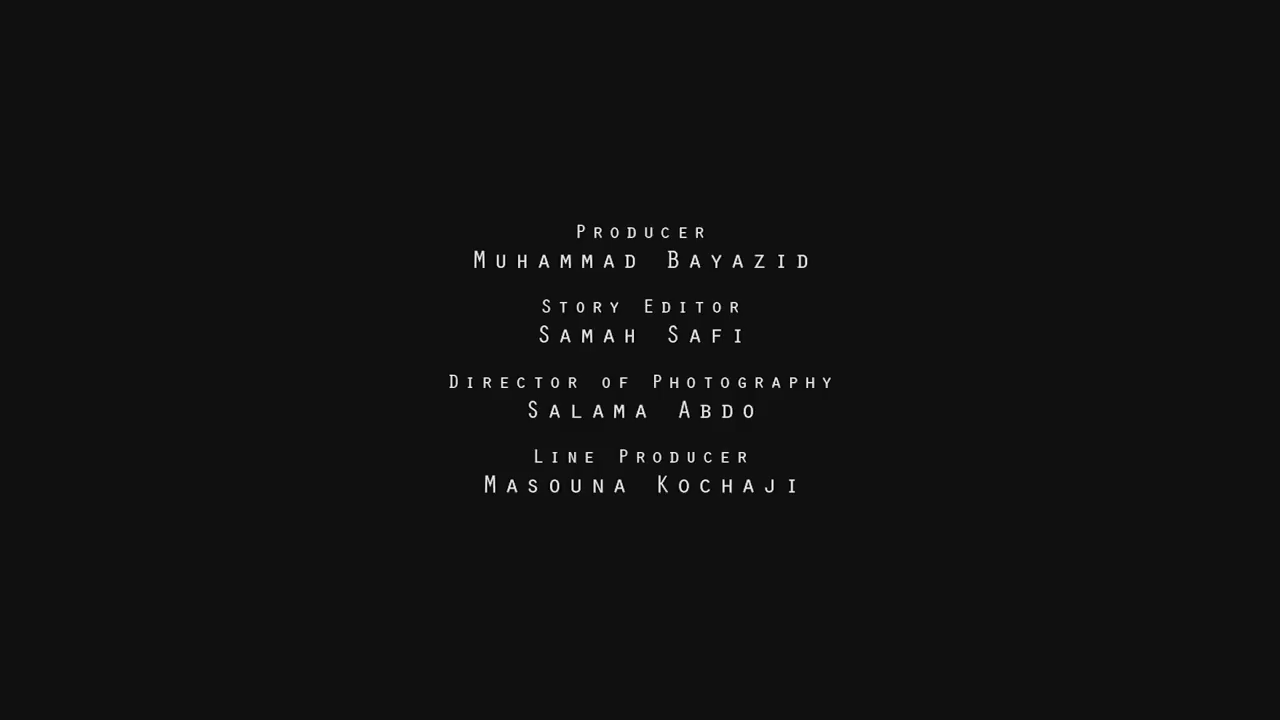 Producer
Muhammad Bayazid
Story Editor
Samah Safi
Director of Photography
Salama Abdo
Line Producer
Masouna Kochaji